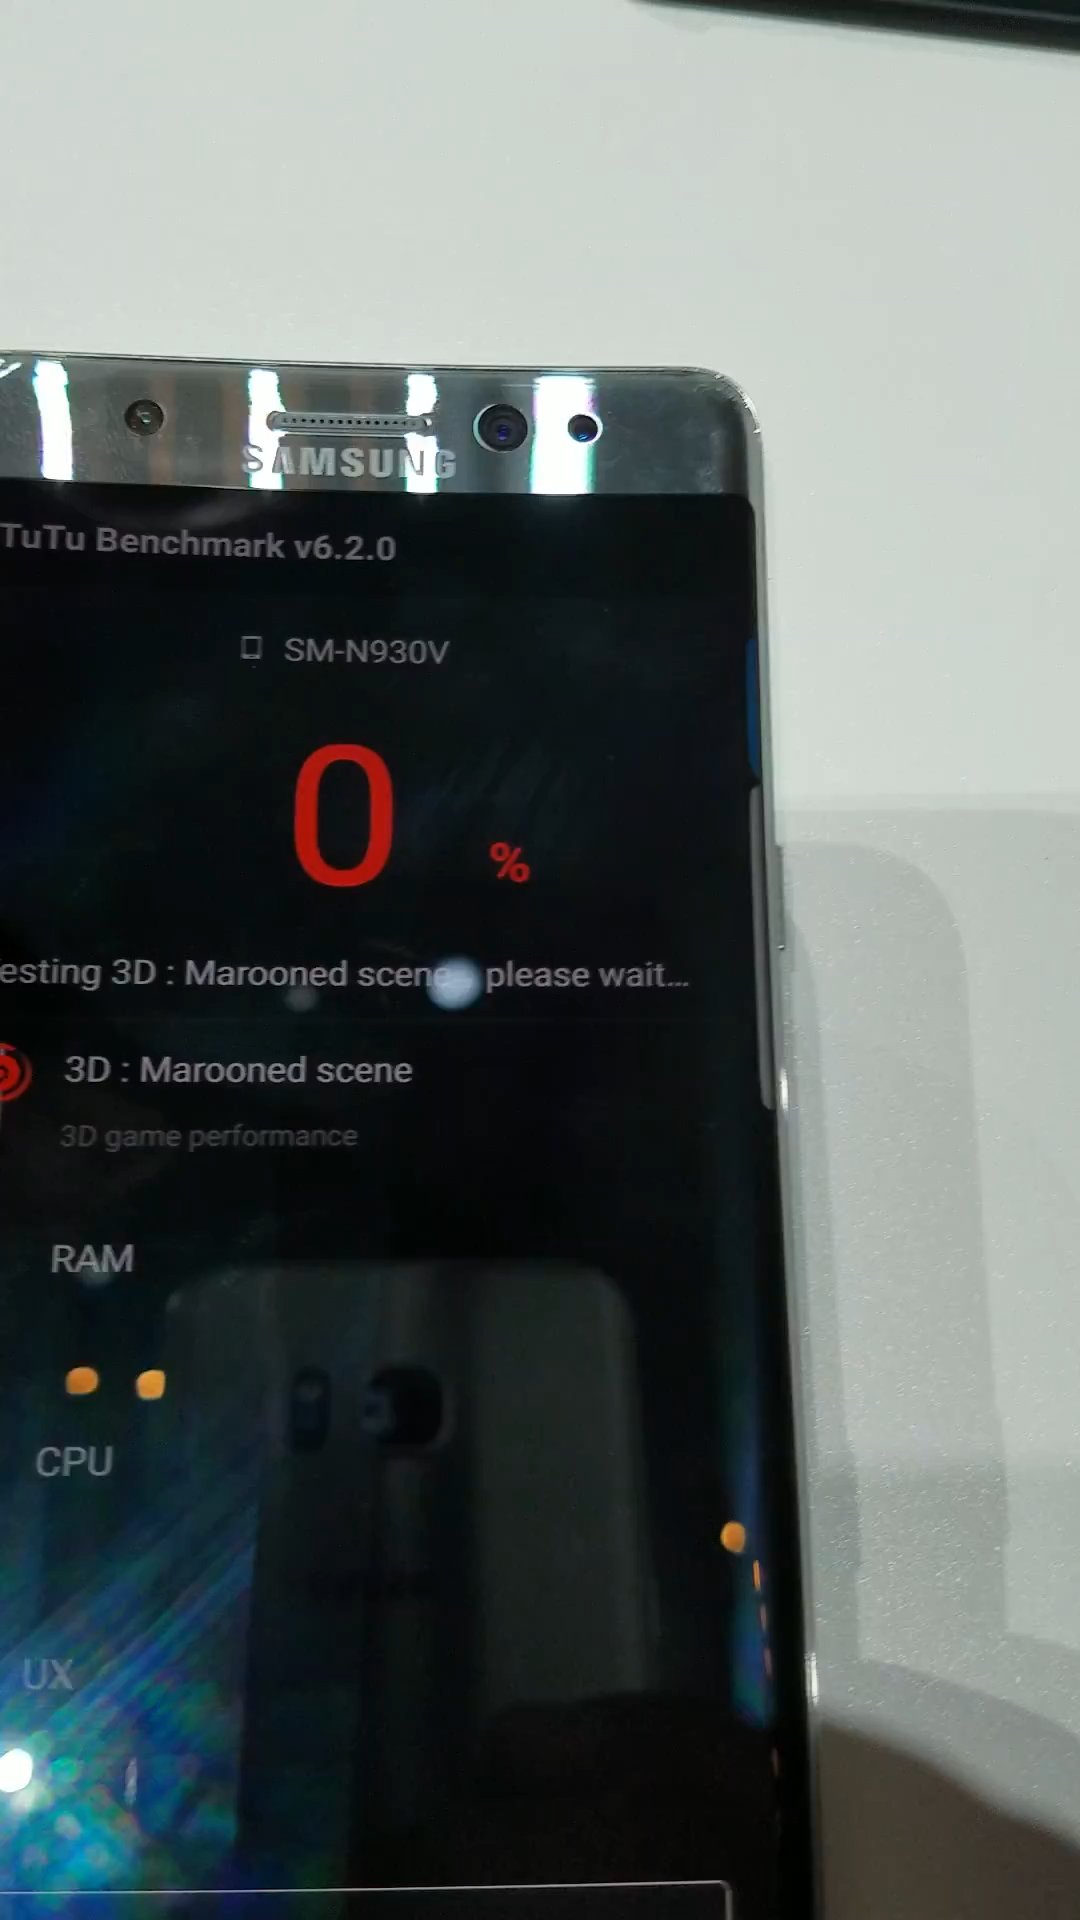 SAMSUNG
TuTu Benchmark v6.2.0
SM-N930V
0 %
esting 3D : Marooned scene please wait...
3D : Marooned scene
3D game performance
RAM
CPU
UX